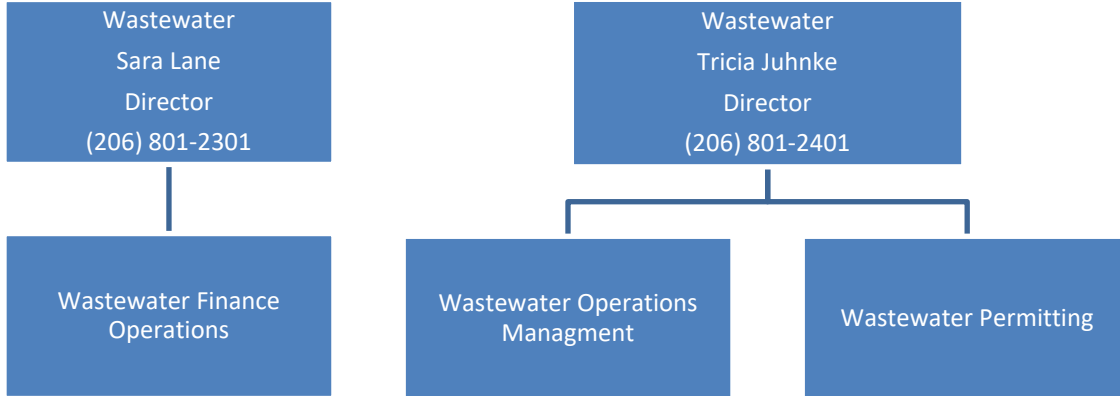 Wastewater
Sara Lane
Director
(206) 801-2301
Wastewater
Tricia Juhnke
Director
(206) 801-2401
Wastewater Finance
Operations
Wastewater Operations
Managment
Wastewater Permitting